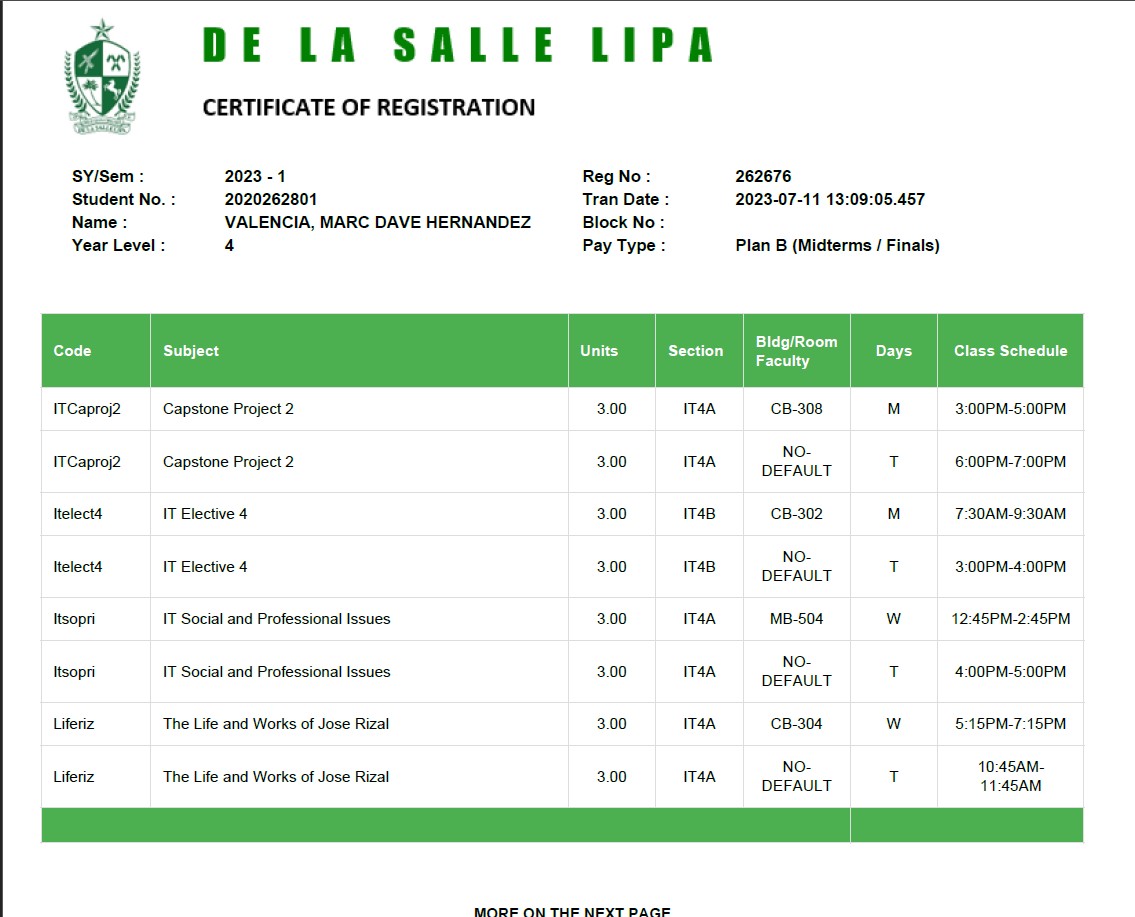 DE LA SALLE LIPA
CERTIFICATE OF REGISTRATION
SY/Sem : 2023 - 1 Reg No : 262676
Student No. : 2020262801 Tran Date : 2023-07-11 13:09:05.457
Name : VALENCIA, MARC DAVE HERNANDEZ Block No :
Year Level : 4 Pay Type : Plan B (Midterms / Finals)
Code Subject Units Section Bldg/Room Faculty Days Class Schedule
ITCaproj2 Capstone Project 2 3.00 IT4A CB-308 M 3:00PM-5:00PM
ITCaproj2 Capstone Project 2 3.00 IT4A NO-DEFAULT T 6:00PM-7:00PM
Itelect4 IT Elective 4 3.00 IT4B CB-302 M 7:30AM-9:30AM
Itelect4 IT Elective 4 3.00 IT4B NO-DEFAULT T 3:00PM-4:00PM
Itsopri IT Social and Professional Issues 3.00 IT4A MB-504 W 12:45PM-2:45PM
Itsopri IT Social and Professional Issues 3.00 IT4A NO-DEFAULT T 4:00PM-5:00PM
Liferiz The Life and Works of Jose Rizal 3.00 IT4A CB-304 W 5:15PM-7:15PM
Liferiz The Life and Works of Jose Rizal 3.00 IT4A NO-DEFAULT T 10:45AM-11:45AM
MORE ON THE NEXT PAGE